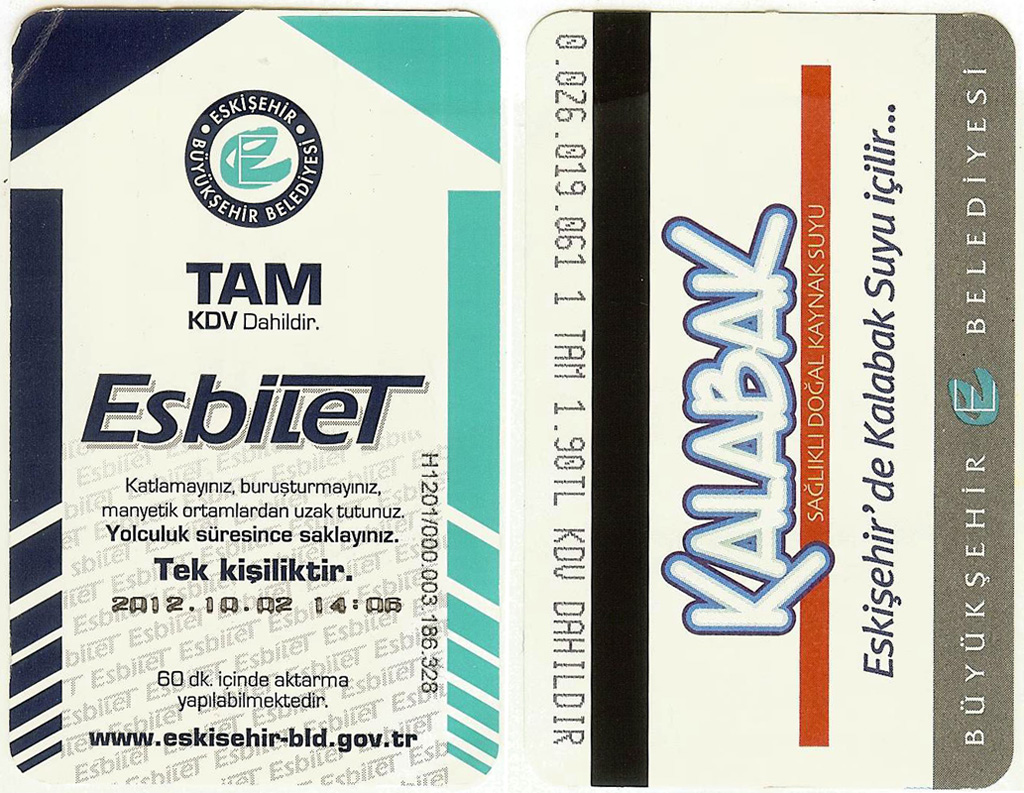 ESKİŞEHİR
BÜYÜKŞEHİR BELEDİYESİ
TAM
KDV Dahildir.
Esbilet
Katlamayınız, buruşturmayınız,
manyetik ortamlardan uzak tutunuz.
Yolculuk süresince saklayınız.
Tek kişiliktir.
2012.10.02 14:06
60 dk. içinde aktarma
yapılabilmektedir.
www.eskisehir-bld.gov.tr
H1201/000.003.186.328
0.026.019.061 1 TAM 1.90TL KDV DAHILDIR
KALABAK
SAĞLIKLI DOĞAL KAYNAK SUYU
Eskişehir' de Kalabak Suyu içilir...
BÜYÜKŞEHİR BELEDİYESİ